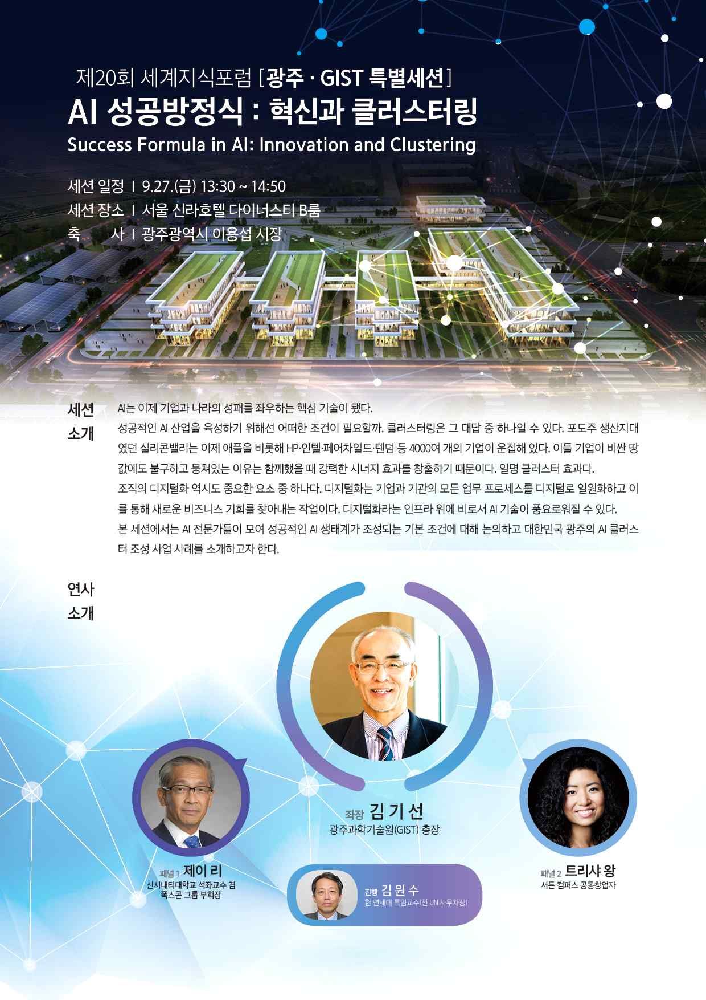 제20회 세계지식포럼 [광주 · GIST 특별세션]
AI 성공방정식 : 혁신과 클러스터링
Success Formula in AI: Innovation and Clustering
세션 일정 | 9.27.(금) 13:30 ~ 14:50
세션 장소 | 서울 신라호텔 다이너스티 B룸
축 사 | 광주광역시 이용섭 시장
세션
소개
AI는 이제 기업과 나라의 성패를 좌우하는 핵심 기술이 됐다.
성공적인 AI 산업을 육성하기 위해선 어떠한 조건이 필요할까. 클러스터링은 그 대답 중 하나일 수 있다. 포도주 생산지대
였던 실리콘밸리는 이제 애플을 비롯해 HP·인텔·페어차일드·텐덤 등 4000여 개의 기업이 운집해 있다. 이들 기업이 비싼 땅
값에도 불구하고 뭉쳐있는 이유는 함께했을 때 강력한 시너지 효과를 창출하기 때문이다. 일명 클러스터 효과다.
조직의 디지털화 역시도 중요한 요소 중 하나다. 디지털화는 기업과 기관의 모든 업무 프로세스를 디지털로 일원화하고 이
를 통해 새로운 비즈니스 기회를 찾아내는 작업이다. 디지털화라는 인프라 위에 비로서 AI 기술이 풍요로워질 수 있다.
본 세션에서는 AI 전문가들이 모여 성공적인 AI 생태계가 조성되는 기본 조건에 대해 논의하고 대한민국 광주의 AI 클러스
터 조성 사업 사례를 소개하고자 한다.
연사
소개
좌장 김 기 선
광주과학기술원(GIST) 총장
패널 1 제이 리
신시내티대학교 석좌교수 겸
폭스콘 그룹 부회장
진행 김 원 수
현 연세대 특임교수(전 UN 사무차장)
패널 2 트리샤 왕
서든 컴퍼스 공동창업자